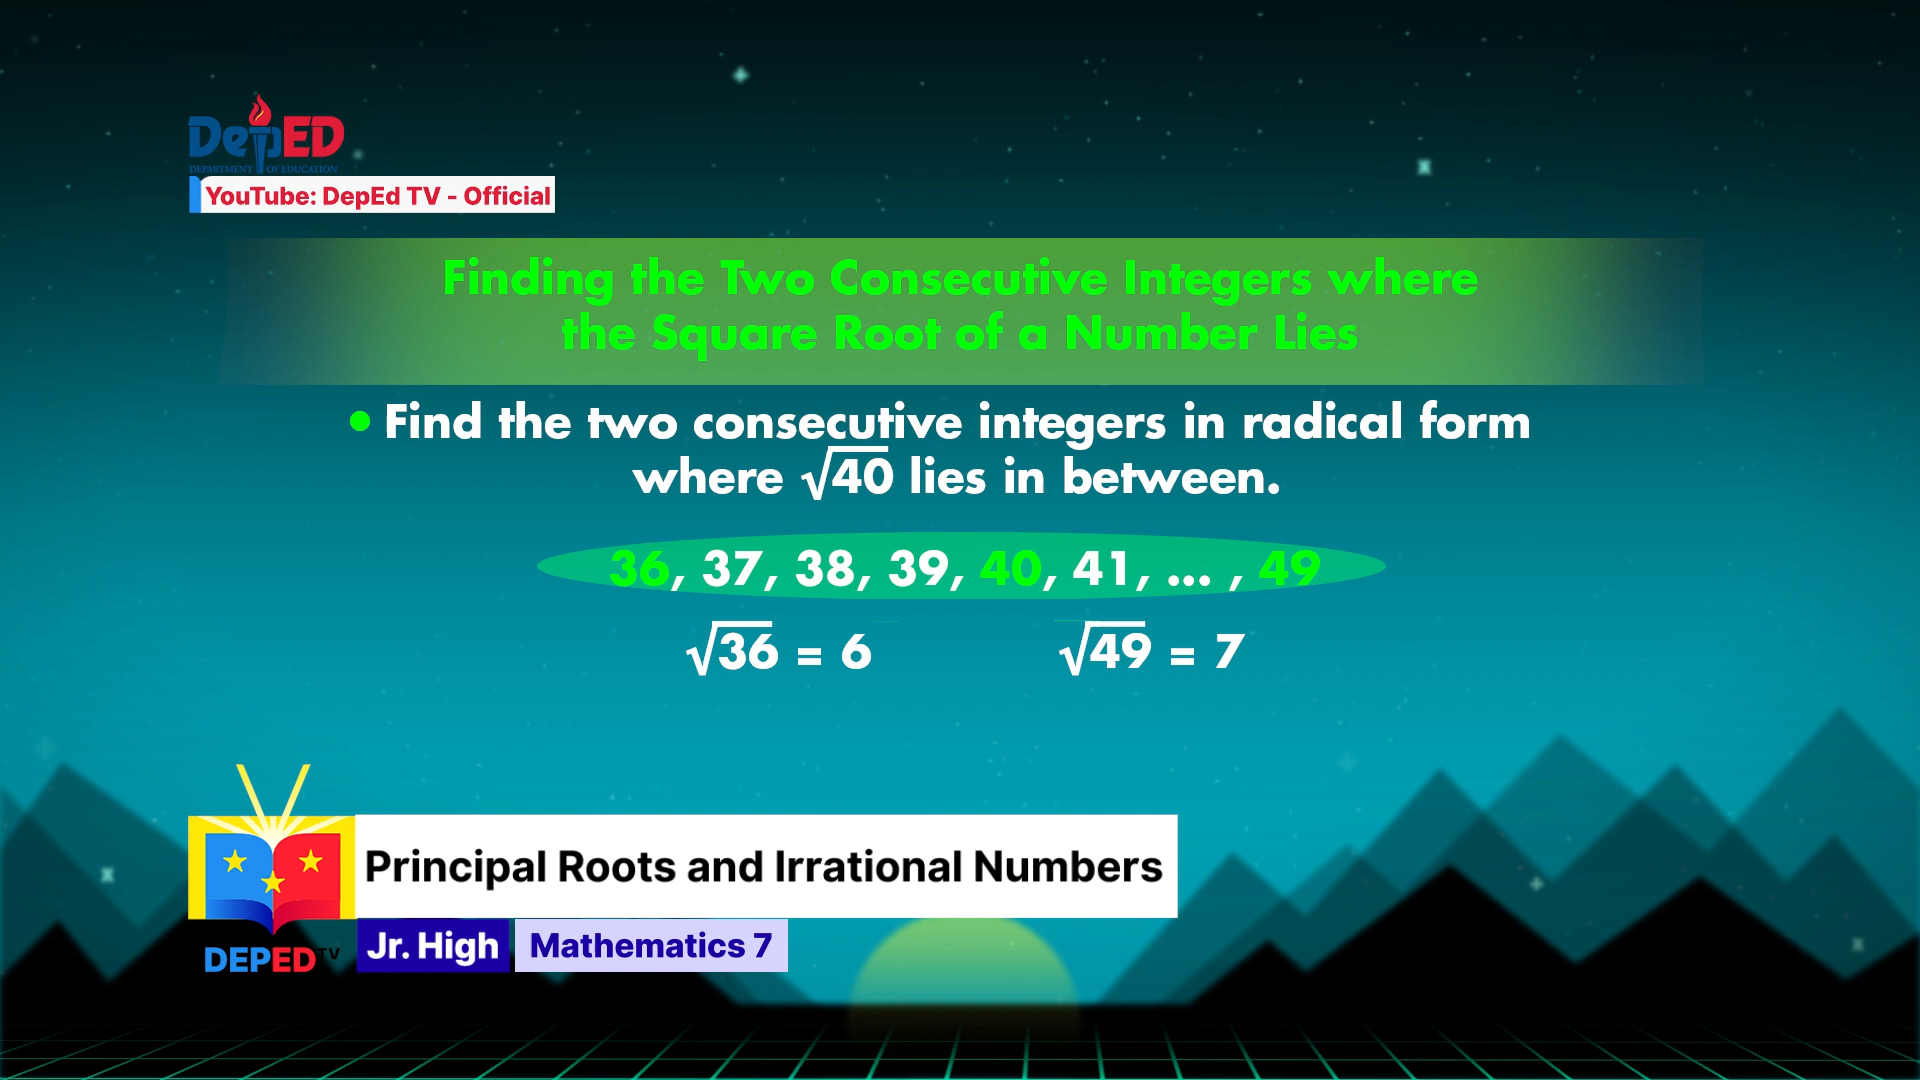 DepED
DEPARTMENT OF EDUCATION
YouTube: DepEd TV - Official
Finding the Two Consecutive Integers where
the Square Root of a Number Lies
• Find the two consecutive integers in radical form
where √40 lies in between.
36, 37, 38, 39, 40, 41, ... , 49
√36 = 6 √49 = 7
Principal Roots and Irrational Numbers
DEPED TV
Jr. High Mathematics 7